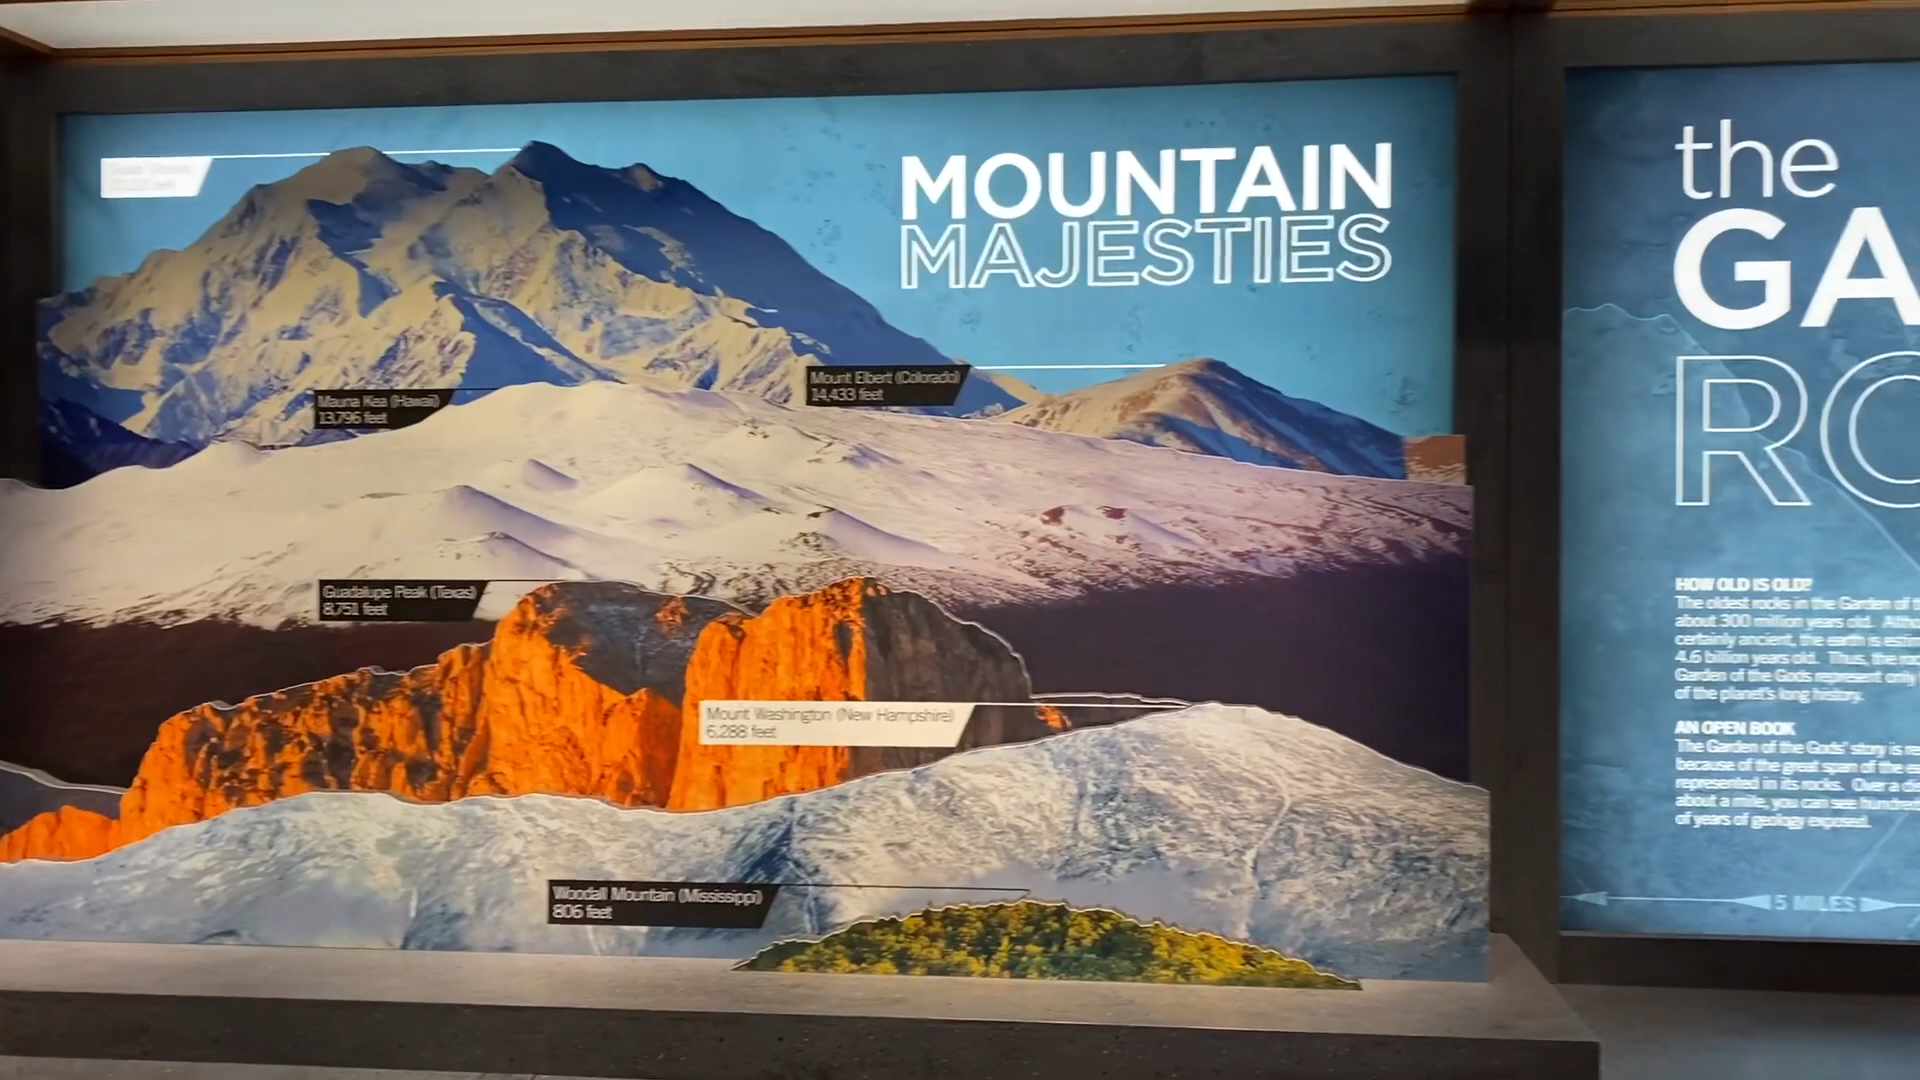 MOUNTAIN
MAJESTIES
Mount Elbert (Colorado)
14,433 feet
Mauna Kea (Hawaii)
13,796 feet
Guadalupe Peak (Texas)
8,751 feet
Mount Washington (New Hampshire)
6,288 feet
Woodall Mountain (Mississippi)
806 feet
the
GA
RO
HOW OLD IS OLD?
The oldest rocks in the Garden of
about 300 million years old. Altho
certainly ancient, the earth is
4.6 billion years old. Thus, the
Garden of the Gods represent only
of the planet's long history.
AN OPEN BOOK
The Garden of the Gods' story is
because of the great span of the
represented in its rocks. Over a
about a mile, you can see
of years of geology exposed.
5 MILES